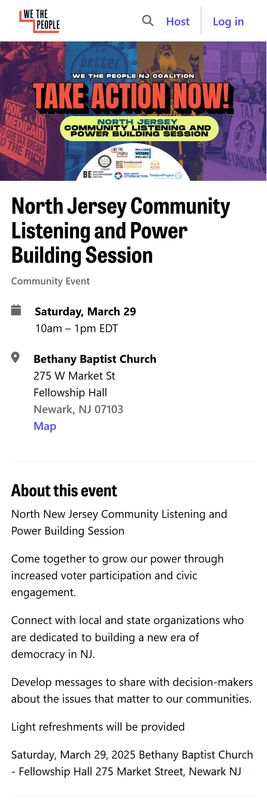 WE THE
PEOPLE
Host
Log in
WE THE PEOPLE NJ COALITION
TAKE ACTION NOW!
NORTH JERSEY
COMMUNITY LISTENING AND
POWER BUILDING SESSION
North Jersey Community
Listening and Power
Building Session
Community Event
Saturday, March 29
10am – 1pm EDT
Bethany Baptist Church
275 W Market St
Fellowship Hall
Newark, NJ 07103
Map
About this event
North New Jersey Community Listening and
Power Building Session
Come together to grow our power through
increased voter participation and civic
engagement.
Connect with local and state organizations who
are dedicated to building a new era of
democracy in NJ.
Develop messages to share with decision-makers
about the issues that matter to our communities.
Light refreshments will be provided
Saturday, March 29, 2025 Bethany Baptist Church
- Fellowship Hall 275 Market Street, Newark NJ